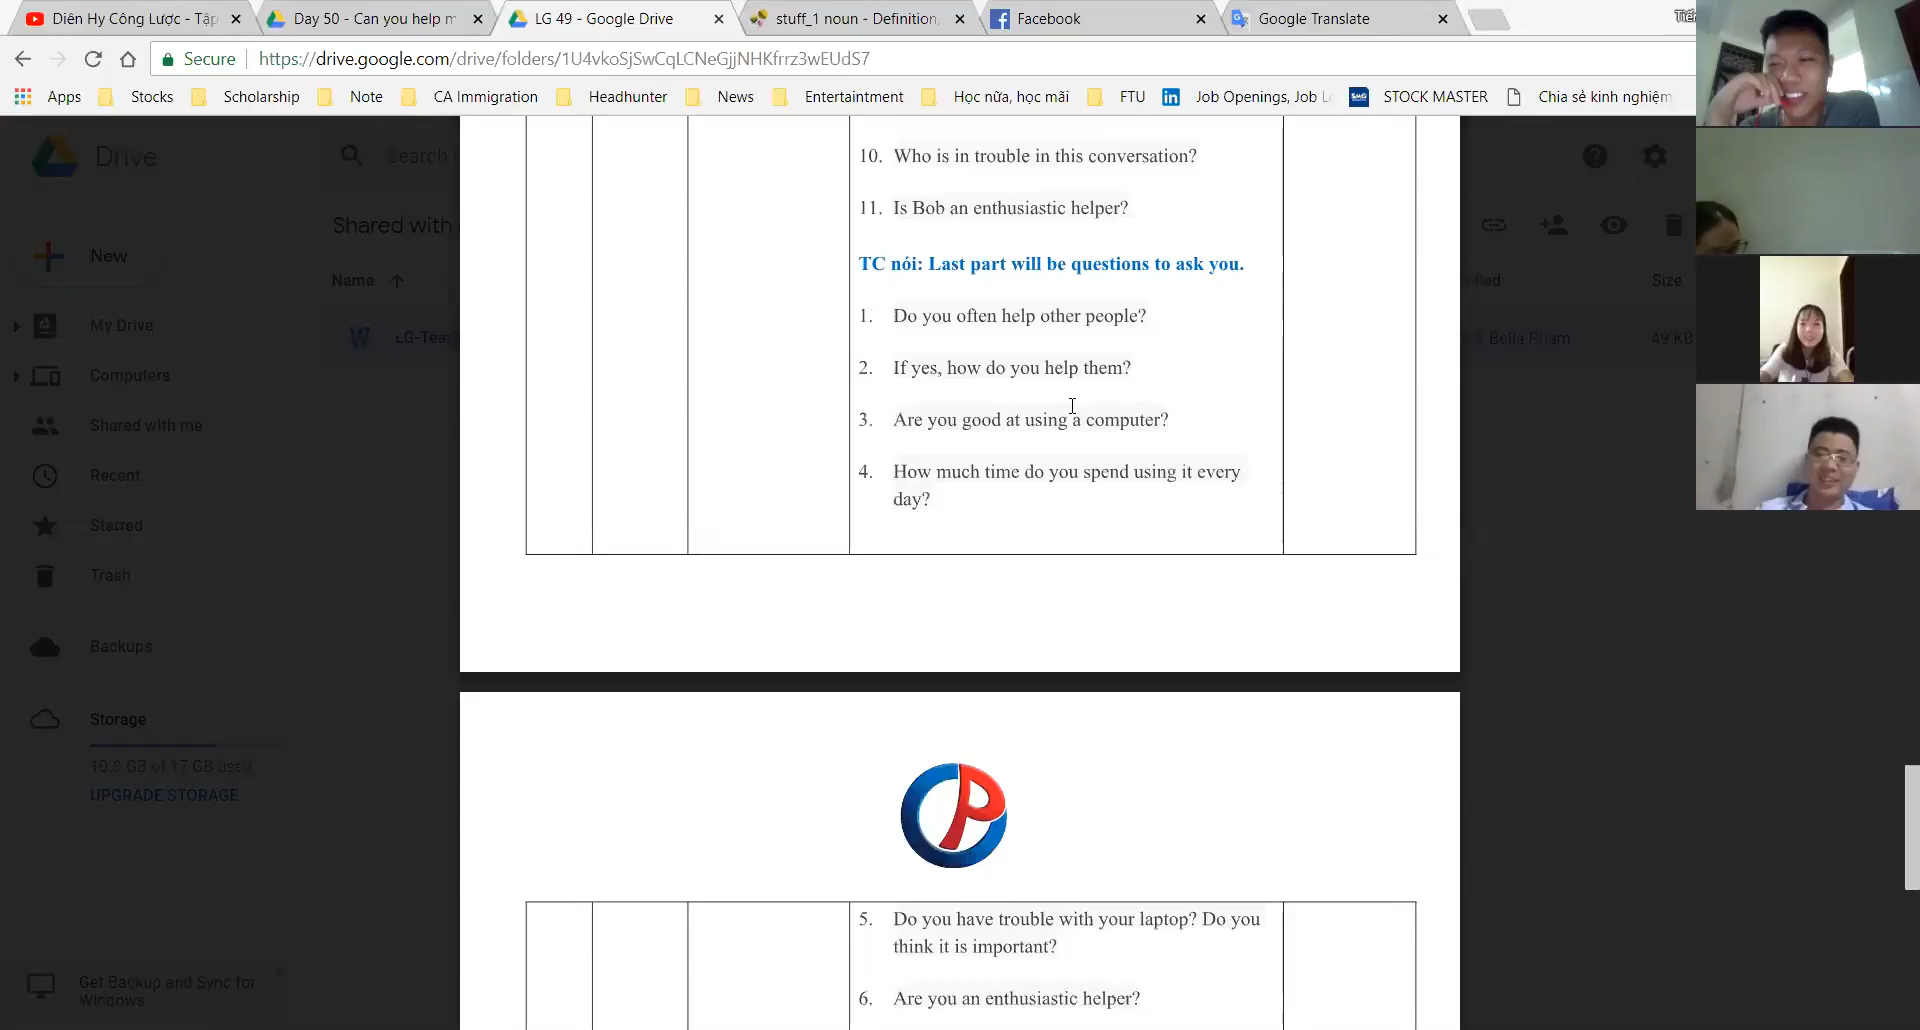 Diên Hy Công Lược - Tập
Day 50 - Can you help m
LG 49 - Google Drive
stuff_1 noun - Definition,
Facebook
Google Translate
Secure
https://drive.google.com/drive/folders/1U4vkoSjSwCqLCNeGjjNHKfrrz3wEUdS7
Apps
Stocks
Scholarship
Note
CA Immigration
Headhunter
News
Entertaintment
Học nữa, học mãi
FTU
Job Openings, Job L
STOCK MASTER
Chia sẻ kinh nghiệm
Drive
Search
Shared with
New
Name
Size
My Drive
Bella Pham
49 KB
Computers
Shared with me
Recent
Starred
Trash
Backups
Storage
10.8 GB of 17 GB used
UPGRADE STORAGE
Get Backup and Sync for
Windows
10. Who is in trouble in this conversation?
11. Is Bob an enthusiastic helper?
TC nói: Last part will be questions to ask you.
1. Do you often help other people?
2. If yes, how do you help them?
3. Are you good at using a computer?
4. How much time do you spend using it every
day?
5. Do you have trouble with your laptop? Do you
think it is important?
6. Are you an enthusiastic helper?